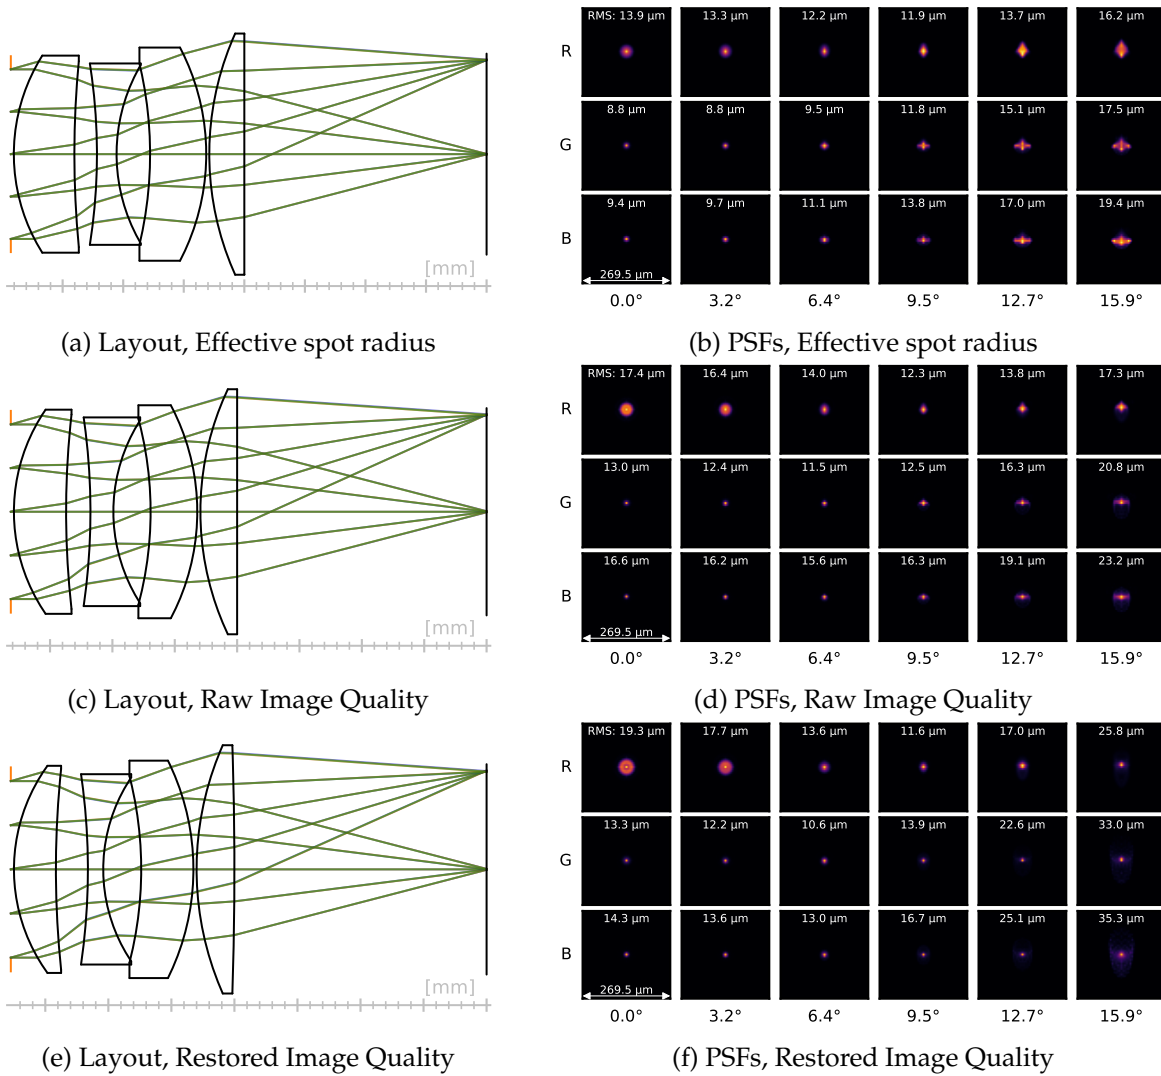 RMS: 13.9 µm 13.3 µm 12.2 µm 11.9 µm 13.7 µm 16.2 µm
R
8.8 µm 8.8 µm 9.5 µm 11.8 µm 15.1 µm 17.5 µm
G
9.4 µm 9.7 µm 11.1 µm 13.8 µm 17.0 µm 19.4 µm
B
[mm]
269.5 µm
0.0° 3.2° 6.4° 9.5° 12.7° 15.9°
(a) Layout, Effective spot radius
(b) PSFs, Effective spot radius
RMS: 17.4 µm 16.4 µm 14.0 µm 12.3 µm 13.8 µm 17.3 µm
R
13.0 µm 12.4 µm 11.5 µm 12.5 µm 16.3 µm 20.8 µm
G
16.6 µm 16.2 µm 15.6 µm 16.3 µm 19.1 µm 23.2 µm
B
[mm]
269.5 µm
0.0° 3.2° 6.4° 9.5° 12.7° 15.9°
(c) Layout, Raw Image Quality
(d) PSFs, Raw Image Quality
RMS: 19.3 µm 17.7 µm 13.6 µm 11.6 µm 17.0 µm 25.8 µm
R
13.3 µm 12.2 µm 10.6 µm 13.9 µm 22.6 µm 33.0 µm
G
14.3 µm 13.6 µm 13.0 µm 16.7 µm 25.1 µm 35.3 µm
B
[mm]
269.5 µm
0.0° 3.2° 6.4° 9.5° 12.7° 15.9°
(e) Layout, Restored Image Quality
(f) PSFs, Restored Image Quality